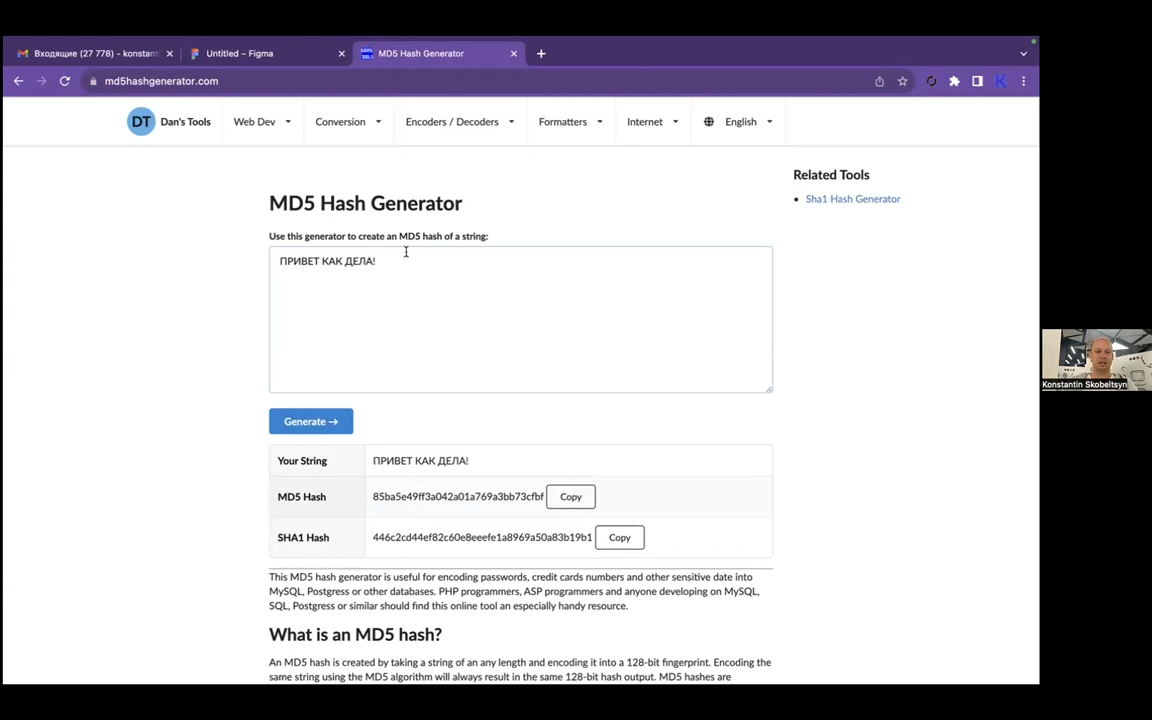 Входящие (27 778) - konstant
Untitled – Figma
MD5 Hash Generator
md5hashgenerator.com
K
DT Dan's Tools
Web Dev
Conversion
Encoders / Decoders
Formatters
Internet
English
Related Tools
Sha1 Hash Generator
MD5 Hash Generator
Use this generator to create an MD5 hash of a string:
ПРИВЕТ КАК ДЕЛА!
Generate →
Your String ПРИВЕТ КАК ДЕЛА!
MD5 Hash 85ba5e49ff3a042a01a769a3bb73cfbf Copy
SHA1 Hash 446c2cd44ef82c60e8eeefe1a8969a50a83b19b1 Copy
This MD5 hash generator is useful for encoding passwords, credit cards numbers and other sensitive date into
MySQL, Postgress or other databases. PHP programmers, ASP programmers and anyone developing on MySQL,
SQL, Postgress or similar should find this online tool an especially handy resource.
What is an MD5 hash?
An MD5 hash is created by taking a string of an any length and encoding it into a 128-bit fingerprint. Encoding the
same string using the MD5 algorithm will always result in the same 128-bit hash output. MD5 hashes are
Konstantin Skobeltsyn